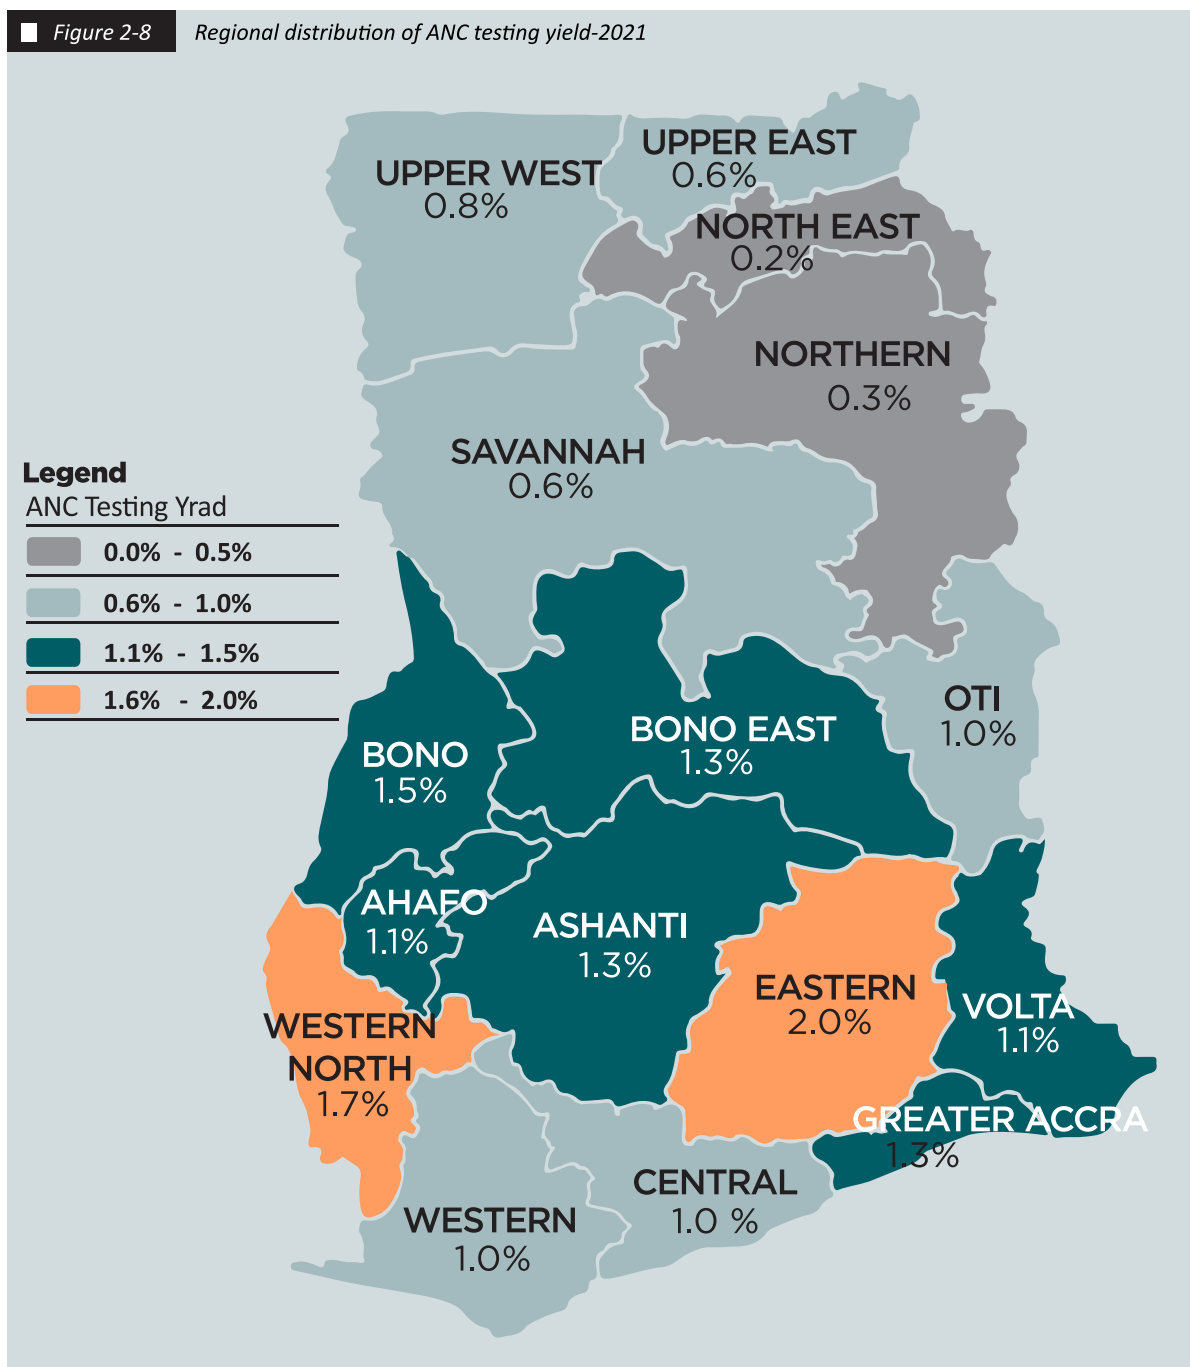 Figure 2-8 Regional distribution of ANC testing yield-2021
UPPER EAST
0.6%
UPPER WEST
0.8%
NORTH EAST
0.2%
NORTHERN
0.3%
SAVANNAH
0.6%
Legend
ANC Testing Yrad
0.0% - 0.5%
0.6% - 1.0%
1.1% - 1.5%
1.6% - 2.0%
OTI
1.0%
BONO EAST
1.3%
BONO
1.5%
AHAFO
1.1%
ASHANTI
1.3%
EASTERN
2.0%
VOLTA
1.1%
WESTERN
NORTH
1.7%
GREATER ACCRA
1.3%
CENTRAL
1.0 %
WESTERN
1.0%